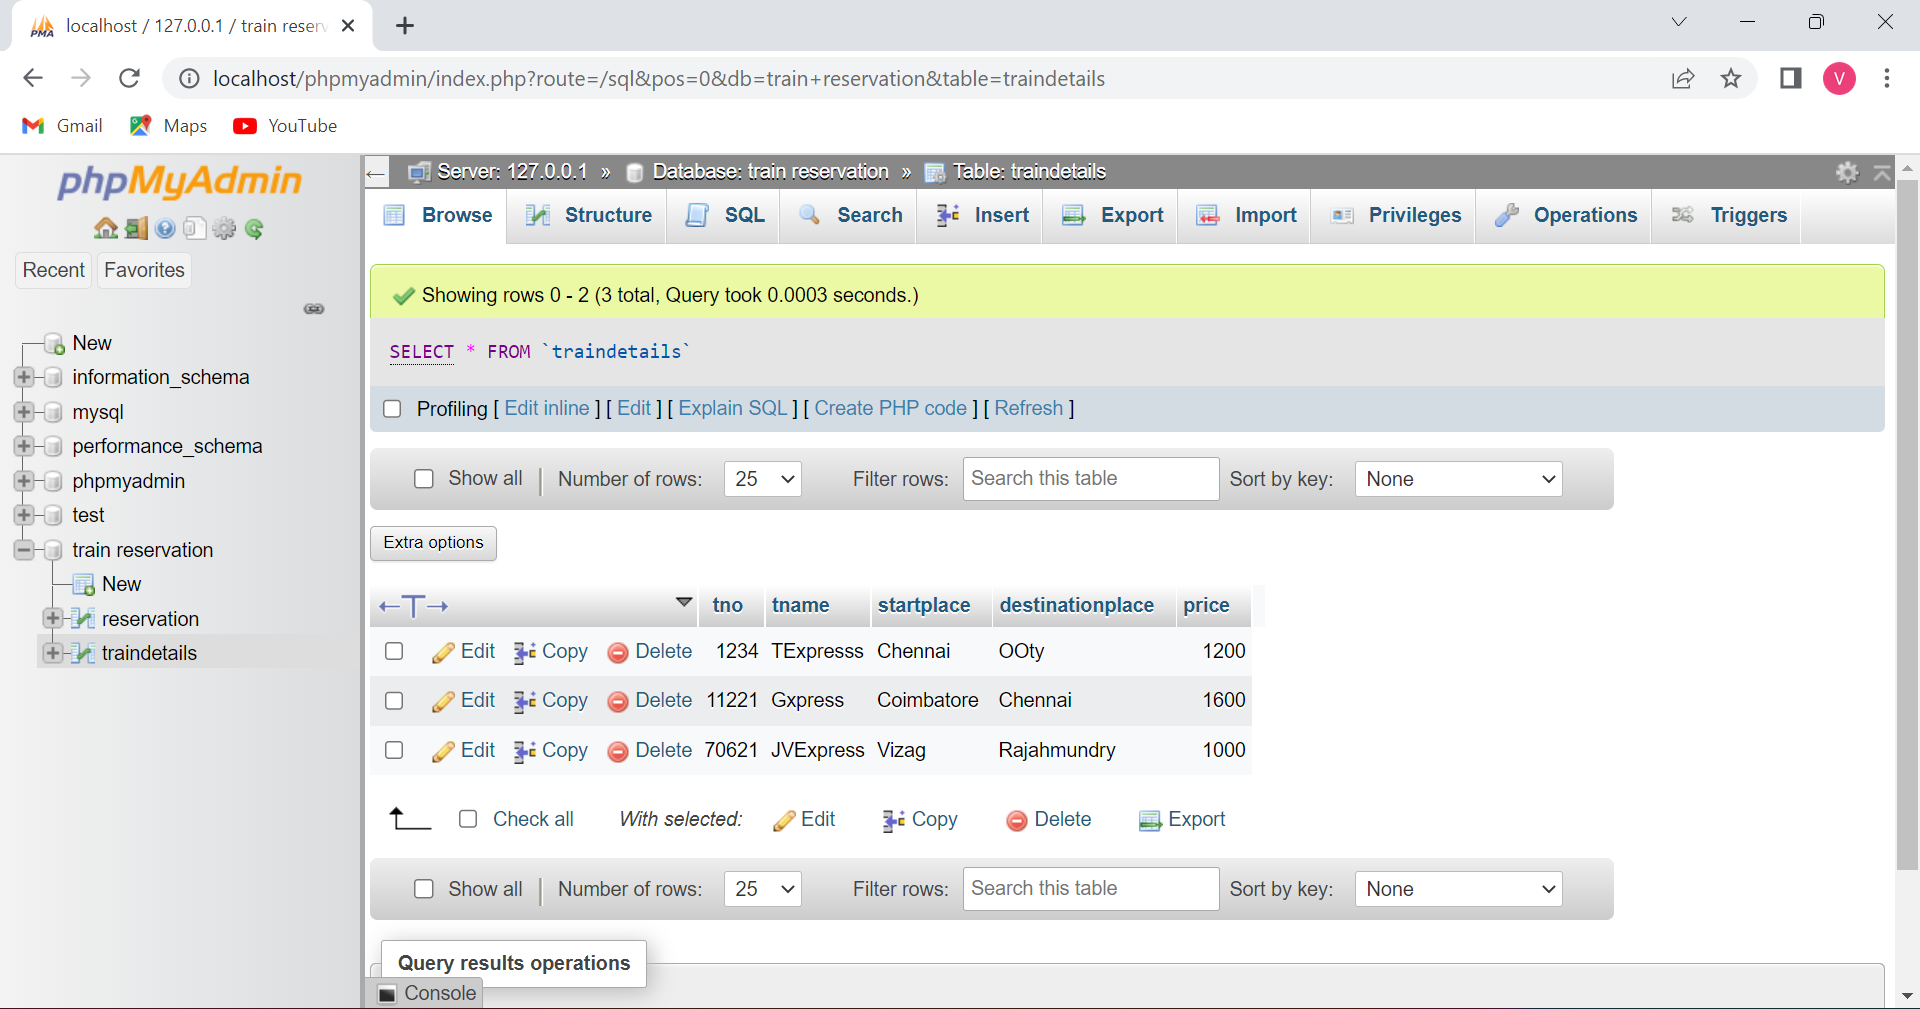 localhost / 127.0.0.1 / train reserv
localhost/phpmyadmin/index.php?route=/sql&pos=0&db=train+reservation&table=traindetails
V
Gmail Maps YouTube
phpMyAdmin
Recent Favorites
New
information_schema
mysql
performance_schema
phpmyadmin
test
train reservation
New
reservation
traindetails
Server: 127.0.0.1 » Database: train reservation » Table: traindetails
Browse Structure SQL Search Insert Export Import Privileges Operations Triggers
Showing rows 0 - 2 (3 total, Query took 0.0003 seconds.)
SELECT * FROM `traindetails`
Profiling [ Edit inline ] [ Edit ] [ Explain SQL ] [ Create PHP code ] [ Refresh ]
Show all Number of rows: 25 Filter rows: Search this table Sort by key: None
Extra options
←T→ tno tname startplace destinationplace price
Edit Copy Delete 1234 TExpresss Chennai OOty 1200
Edit Copy Delete 11221 Gxpress Coimbatore Chennai 1600
Edit Copy Delete 70621 JVExpress Vizag Rajahmundry 1000
Check all With selected: Edit Copy Delete Export
Show all Number of rows: 25 Filter rows: Search this table Sort by key: None
Query results operations
Console